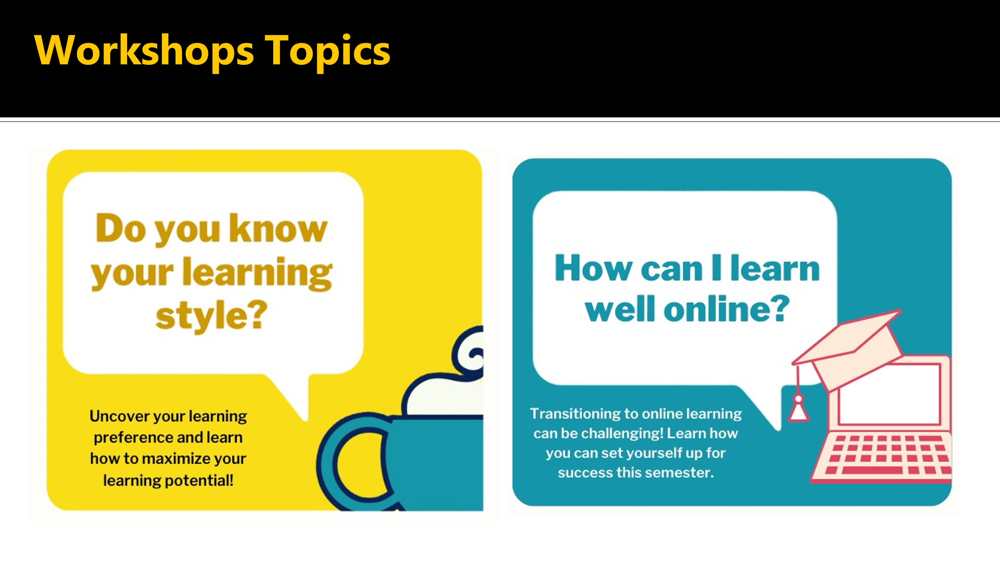 Workshops Topics
Do you know
your learning
style?
Uncover your learning
preference and learn
how to maximize your
learning potential!
How can I learn
well online?
Transitioning to online learning
can be challenging! Learn how
you can set yourself up for
success this semester.